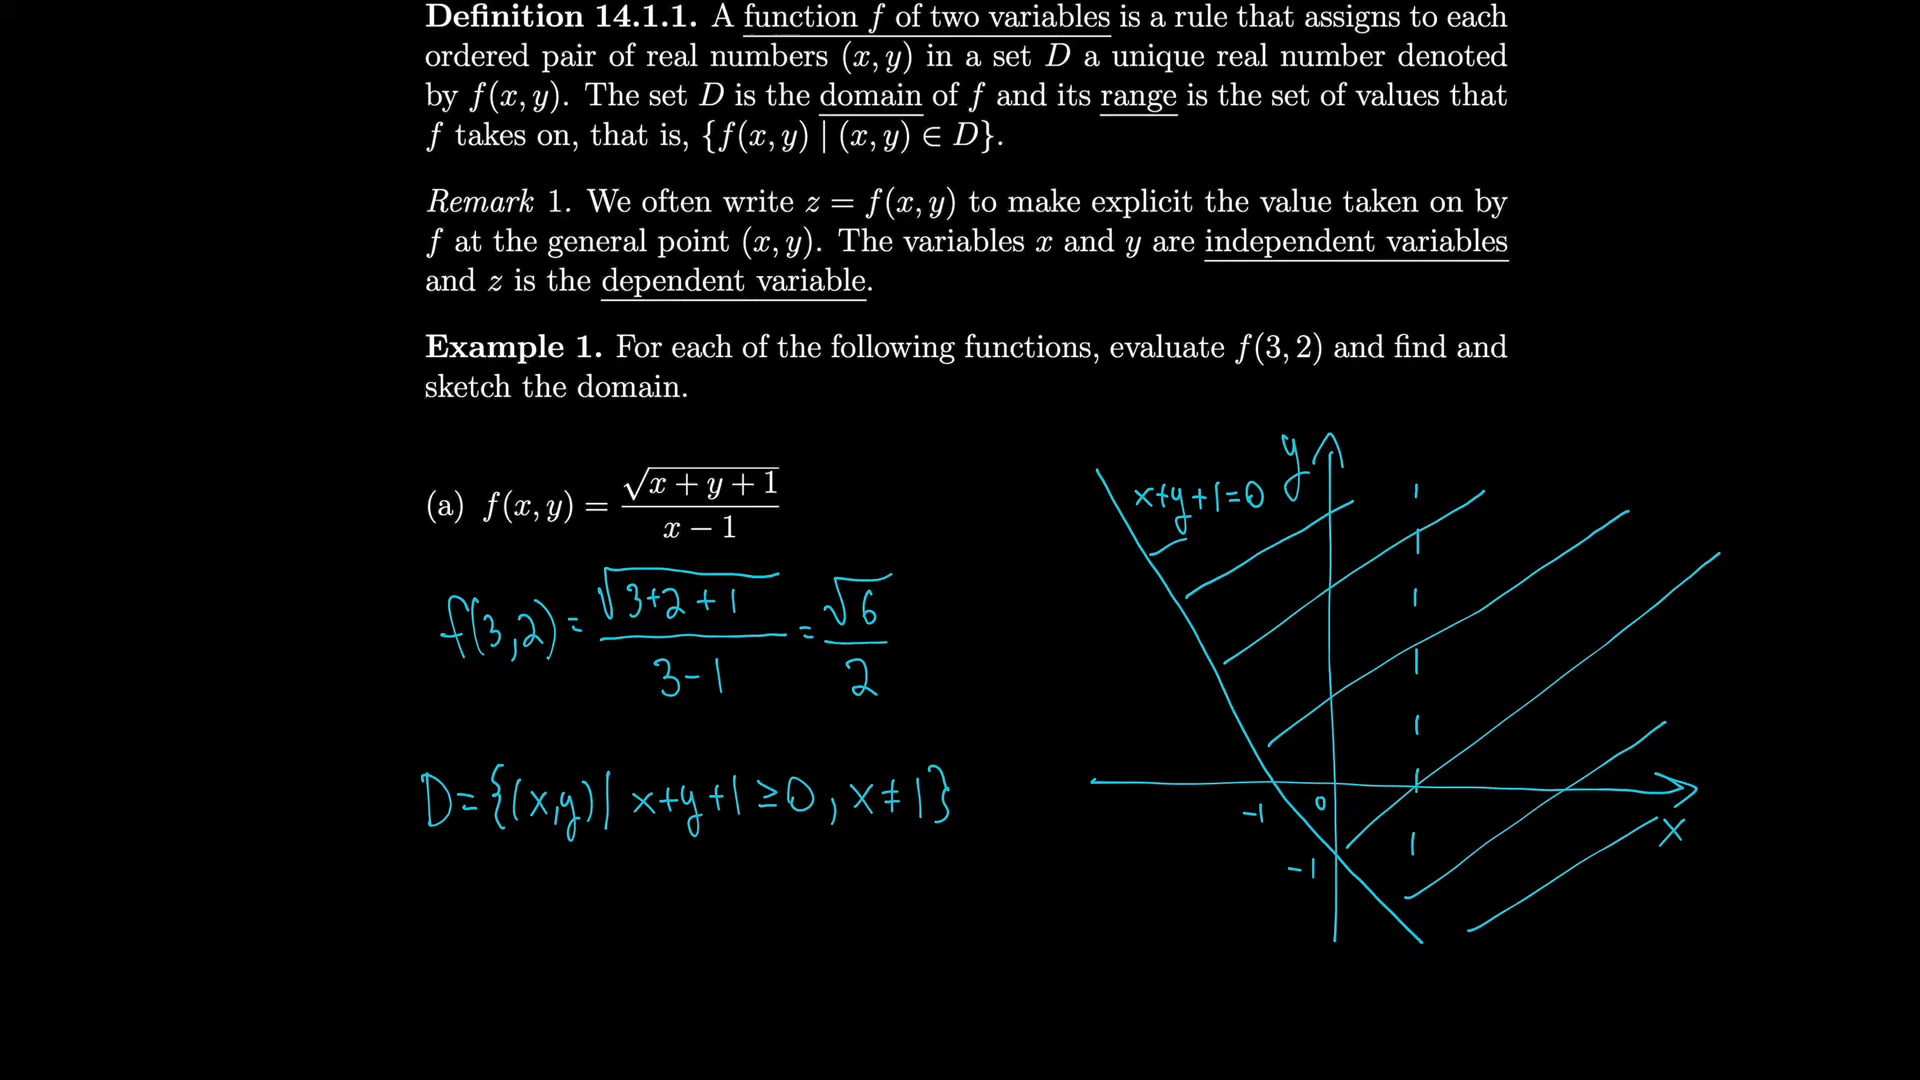 Definition 14.1.1. A function f of two variables is a rule that assigns to each
ordered pair of real numbers (x, y) in a set D a unique real number denoted
by f(x, y). The set D is the domain of f and its range is the set of values that
f takes on, that is, {f(x, y) | (x, y) ∈ D}.
Remark 1. We often write z = f(x, y) to make explicit the value taken on by
f at the general point (x, y). The variables x and y are independent variables
and z is the dependent variable.
Example 1. For each of the following functions, evaluate f(3, 2) and find and
sketch the domain.
(a) f(x, y) = √(x + y + 1) / (x − 1)
f(3,2) = √(3+2+1) / (3-1) = √6 / 2
D = {(x,y) | x+y+1 ≥ 0, x ≠ 1}
y
x+y+1=0
-1
0
1
x
-1